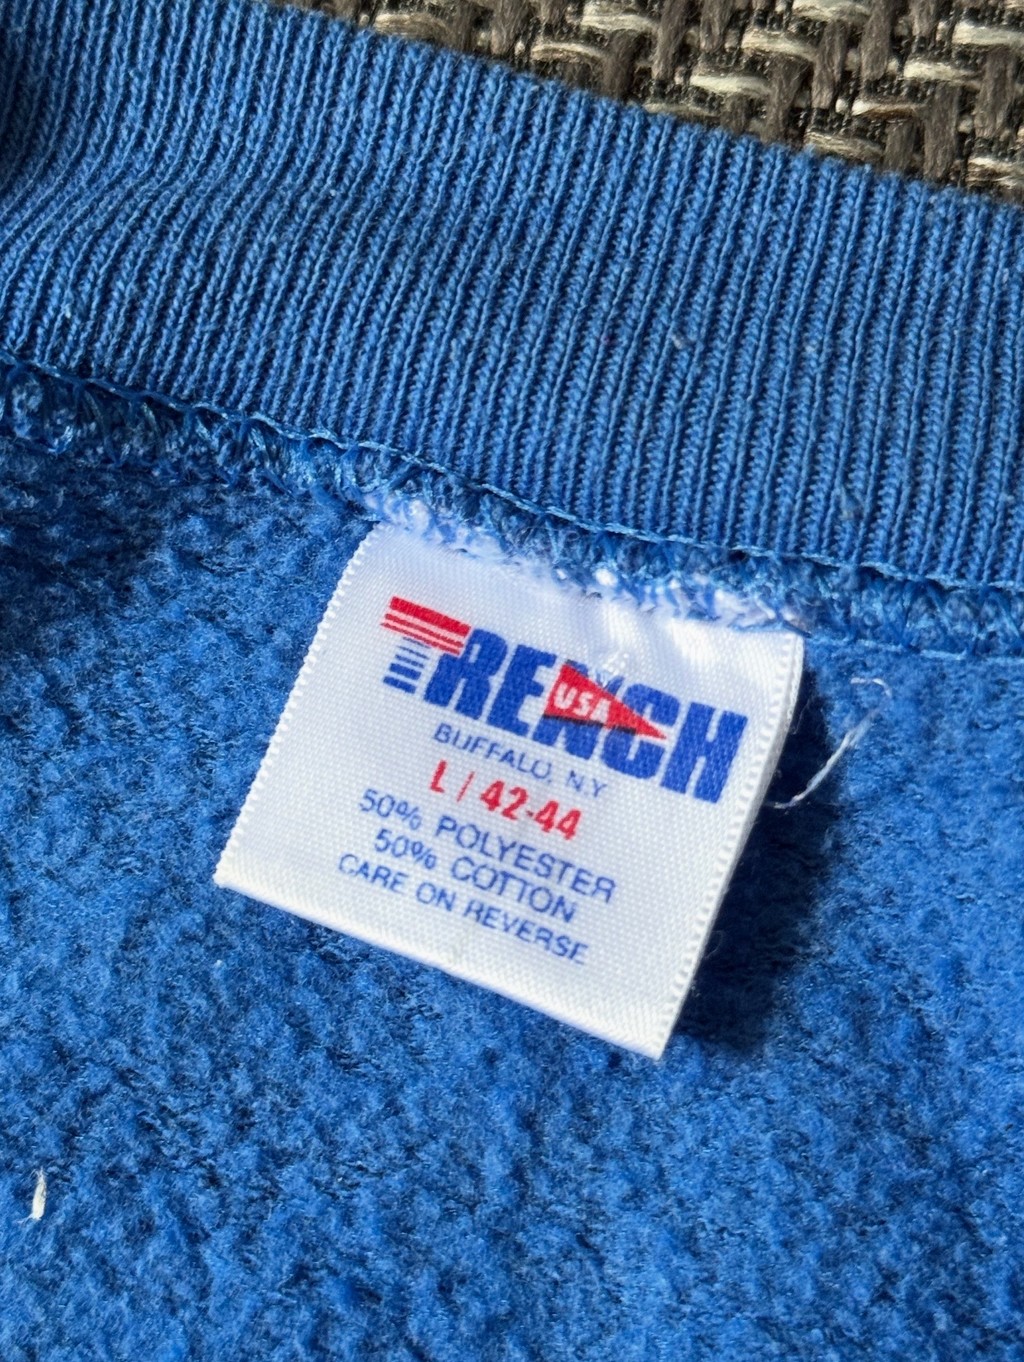 TRENCH
USA
BUFFALO, N.Y
L / 42-44
50% POLYESTER
50% COTTON
CARE ON REVERSE